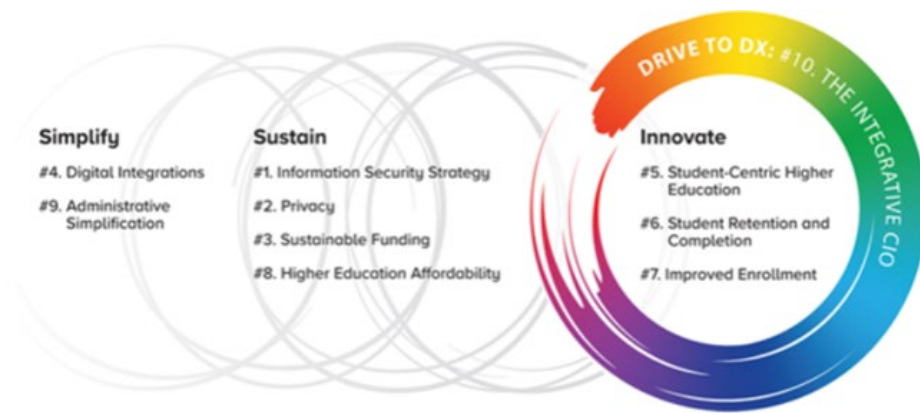 DRIVE TO DX: #10. THE INTEGRATIVE CIO
Simplify
#4. Digital Integrations
#9. Administrative
Simplification
Sustain
#1. Information Security Strategy
#2. Privacy
#3. Sustainable Funding
#8. Higher Education Affordability
Innovate
#5. Student-Centric Higher
Education
#6. Student Retention and
Completion
#7. Improved Enrollment